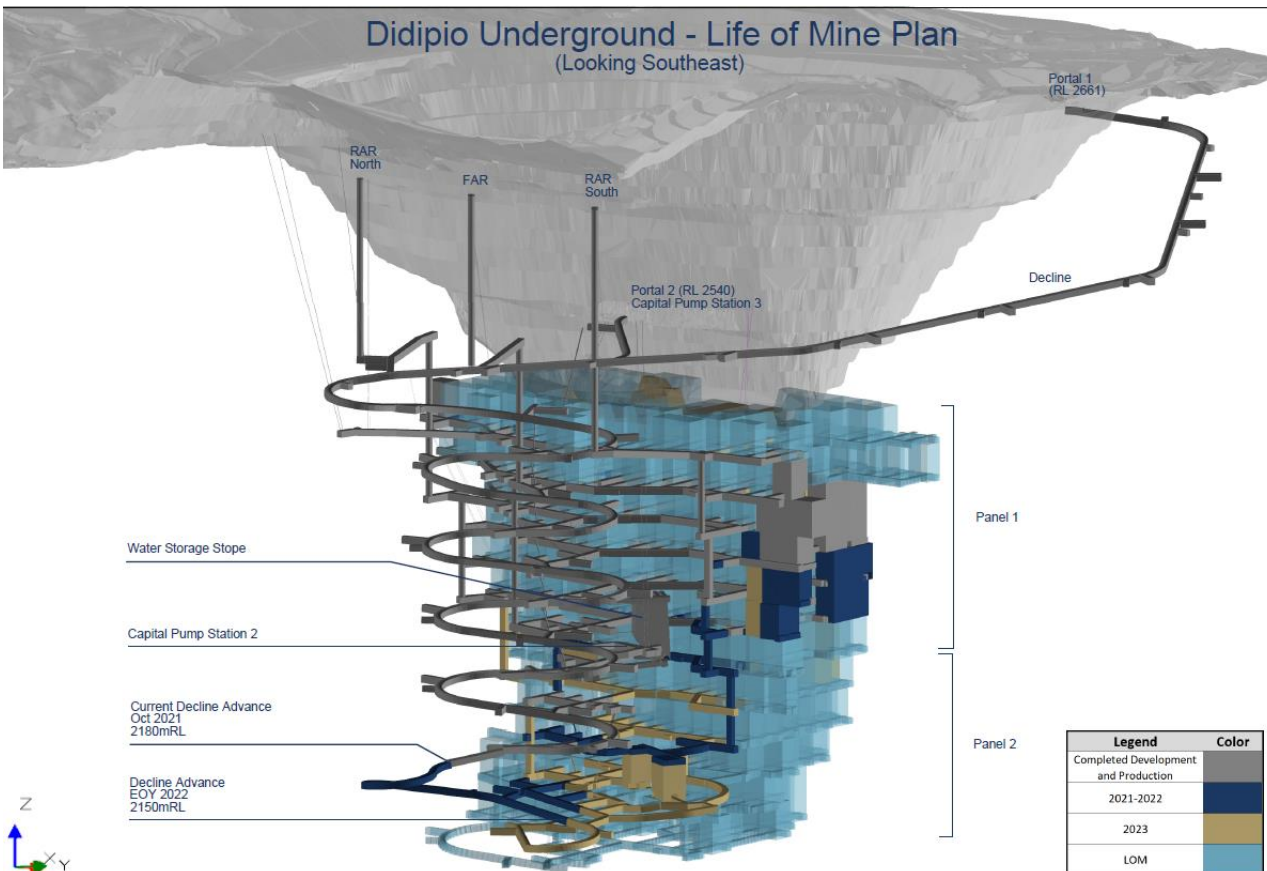 Didipio Underground - Life of Mine Plan
(Looking Southeast)
Portal 1
(RL 2661)
RAR
North
FAR
RAR
South
Decline
Portal 2 (RL 2540)
Capital Pump Station 3
Panel 1
Water Storage Stope
Capital Pump Station 2
Current Decline Advance
Oct 2021
2180mRL
Panel 2
Decline Advance
EOY 2022
2150mRL
Legend Color
Completed Development
and Production
2021-2022
2023
LOM
Z
X
Y